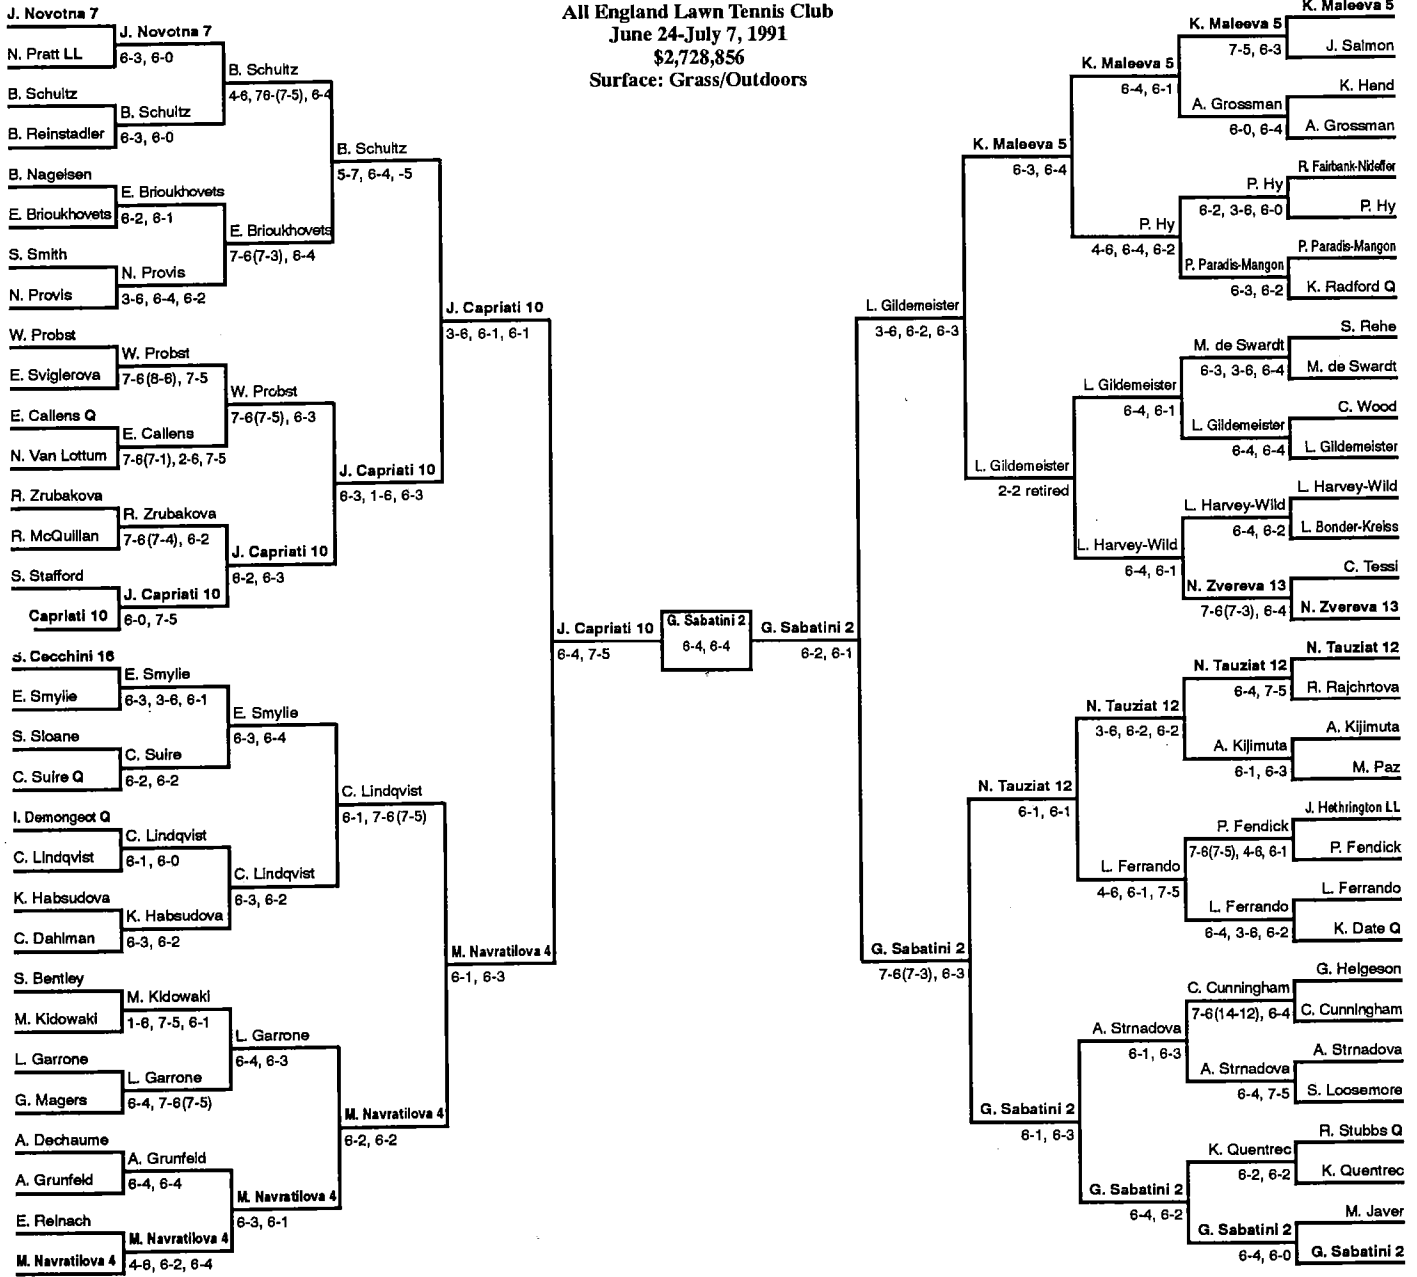 All England Lawn Tennis Club
June 24-July 7, 1991
$2,728,856
Surface: Grass/Outdoors
J. Novotna 7
N. Pratt LL
B. Schultz
B. Reinstadler
B. Nagelsen
E. Brioukhovets
S. Smith
N. Provis
W. Probst
E. Sviglerova
E. Callens Q
N. Van Lottum
R. Zrubakova
R. McQuillan
S. Stafford
Capriati 10
S. Cecchini 16
E. Smylie
S. Sloane
C. Suire Q
I. Demongeot Q
C. Lindqvist
K. Habsudova
C. Dahlman
S. Bentley
M. Kidowaki
L. Garrone
G. Magers
A. Dechaume
A. Grunfeld
E. Reinach
M. Navratilova 4
J. Novotna 7
6-3, 6-0
B. Schultz
6-3, 6-0
E. Brioukhovets
6-2, 6-1
N. Provis
3-6, 6-4, 6-2
W. Probst
7-6(8-6), 7-5
E. Callens
7-6(7-1), 2-6, 7-5
R. Zrubakova
7-6(7-4), 6-2
J. Capriati 10
6-0, 7-5
E. Smylie
6-3, 3-6, 6-1
C. Suire
6-2, 6-2
C. Lindqvist
6-1, 6-0
K. Habsudova
6-3, 6-2
M. Kidowaki
1-6, 7-5, 6-1
L. Garrone
6-4, 7-6(7-5)
A. Grunfeld
6-4, 6-4
M. Navratilova 4
4-6, 6-2, 6-4
B. Schultz
4-6, 76-(7-5), 6-4
E. Brioukhovets
7-6(7-3), 6-4
W. Probst
7-6(7-5), 6-3
J. Capriati 10
6-2, 6-3
E. Smylie
6-3, 6-4
C. Lindqvist
6-3, 6-2
L. Garrone
6-4, 6-3
M. Navratilova 4
6-3, 6-1
B. Schultz
5-7, 6-4, -5
J. Capriati 10
6-3, 1-6, 6-3
C. Lindqvist
6-1, 7-6(7-5)
M. Navratilova 4
6-2, 6-2
J. Capriati 10
3-6, 6-1, 6-1
M. Navratilova 4
6-1, 6-3
J. Capriati 10
6-4, 7-5
G. Sabatini 2
6-4, 6-4
G. Sabatini 2
6-2, 6-1
L. Gildemeister
3-6, 6-2, 6-3
G. Sabatini 2
7-6(7-3), 6-3
K. Maleeva 5
6-3, 6-4
L. Gildemeister
2-2 retired
N. Tauziat 12
6-1, 6-1
G. Sabatini 2
6-1, 6-3
K. Maleeva 5
6-4, 6-1
P. Hy
4-6, 6-4, 6-2
L. Gildemeister
6-4, 6-1
L. Harvey-Wild
6-4, 6-1
N. Tauziat 12
3-6, 6-2, 6-2
L. Ferrando
4-6, 6-1, 7-5
A. Strnadova
6-1, 6-3
G. Sabatini 2
6-4, 6-2
K. Maleeva 5
7-5, 6-3
A. Grossman
6-0, 6-4
P. Hy
6-2, 3-6, 6-0
P. Paradis-Mangon
6-3, 6-2
M. de Swardt
6-3, 3-6, 6-4
L. Gildemeister
6-4, 6-4
L. Harvey-Wild
6-4, 6-2
N. Zvereva 13
7-6(7-3), 6-4
N. Tauziat 12
6-4, 7-5
A. Kijimuta
6-1, 6-3
P. Fendick
7-6(7-5), 4-6, 6-1
L. Ferrando
6-4, 3-6, 6-2
C. Cunningham
7-6(14-12), 6-4
A. Strnadova
6-4, 7-5
K. Quentrec
6-2, 6-2
G. Sabatini 2
6-4, 6-0
K. Maleeva 5
J. Salmon
K. Hand
A. Grossman
R. Fairbank-Nideffer
P. Hy
P. Paradis-Mangon
K. Radford Q
S. Rehe
M. de Swardt
C. Wood
L. Gildemeister
L. Harvey-Wild
L. Bonder-Kreiss
C. Tessi
N. Zvereva 13
N. Tauziat 12
R. Rajchrtova
A. Kijimuta
M. Paz
J. Hethrington LL
P. Fendick
L. Ferrando
K. Date Q
G. Helgeson
C. Cunningham
A. Strnadova
S. Loosemore
R. Stubbs Q
K. Quentrec
M. Javer
G. Sabatini 2